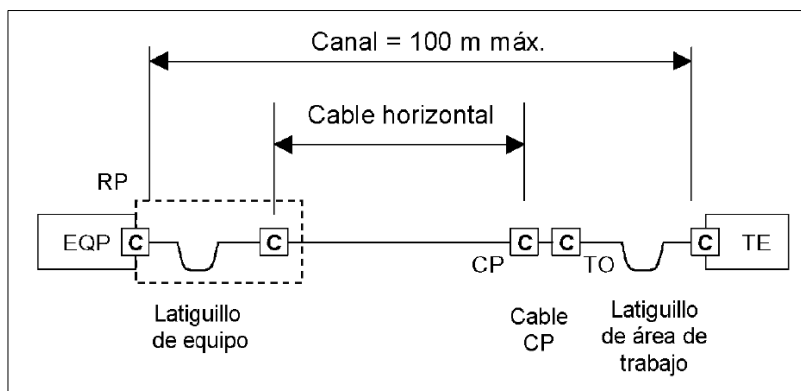 Canal = 100 m máx.
Cable horizontal
RP
EQP C C C C C TE
CP TO
Latiguillo
de equipo
Cable
CP
Latiguillo
de área de
trabajo